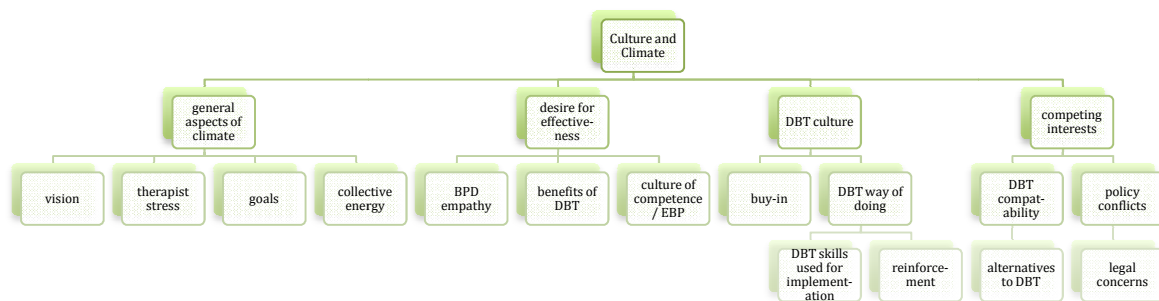 Culture and
Climate
general
aspects of
climate
desire for
effective-
ness
DBT culture
competing
interests
vision
therapist
stress
goals
collective
energy
BPD
empathy
benefits of
DBT
culture of
competence
/ EBP
buy-in
DBT way of
doing
DBT
compat-
ability
policy
conflicts
DBT skills
used for
implement-
ation
reinforce-
ment
alternatives
to DBT
legal
concerns